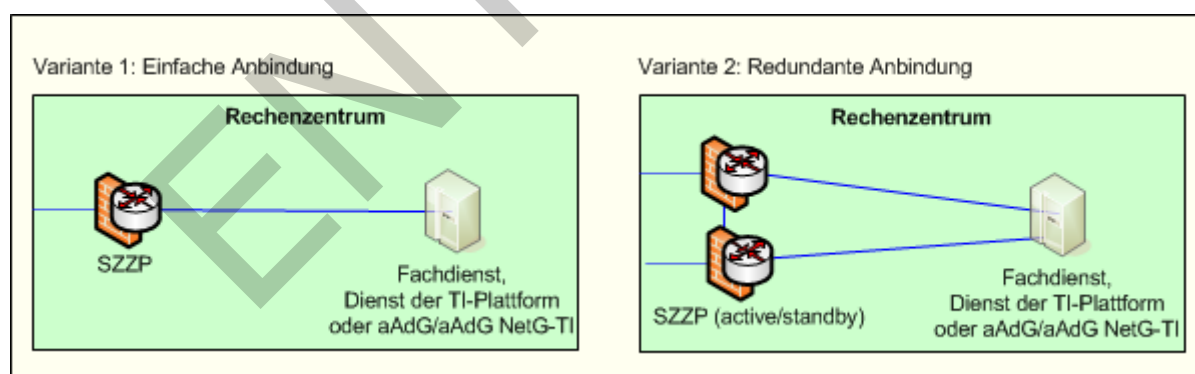 Variante 1: Einfache Anbindung
Rechenzentrum
SZZP
Fachdienst,
Dienst der TI-Plattform
oder aAdG/aAdG NetG-TI
Variante 2: Redundante Anbindung
Rechenzentrum
SZZP (active/standby)
Fachdienst,
Dienst der TI-Plattform
oder aAdG/aAdG NetG-TI